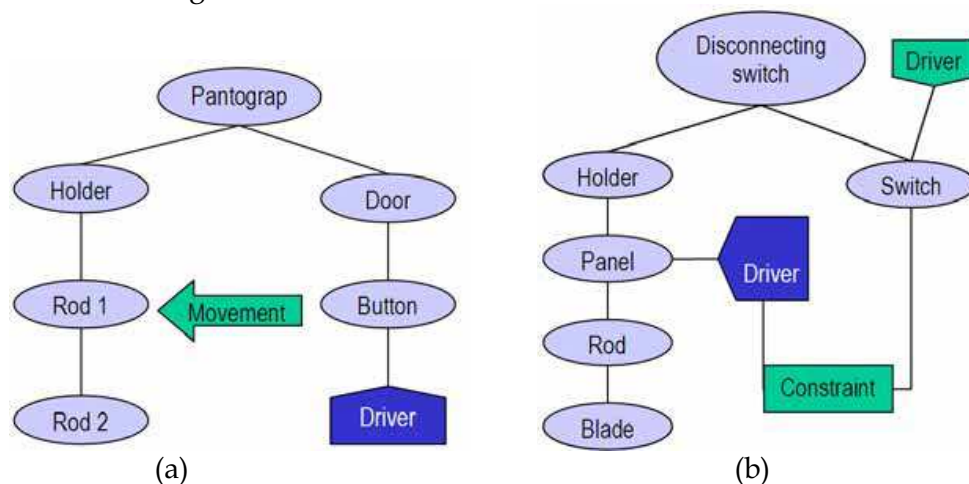 Pantograp
Holder
Door
Rod 1
Movement
Button
Rod 2
Driver
(a)
Disconnecting
switch
Driver
Holder
Switch
Panel
Driver
Rod
Constraint
Blade
(b)